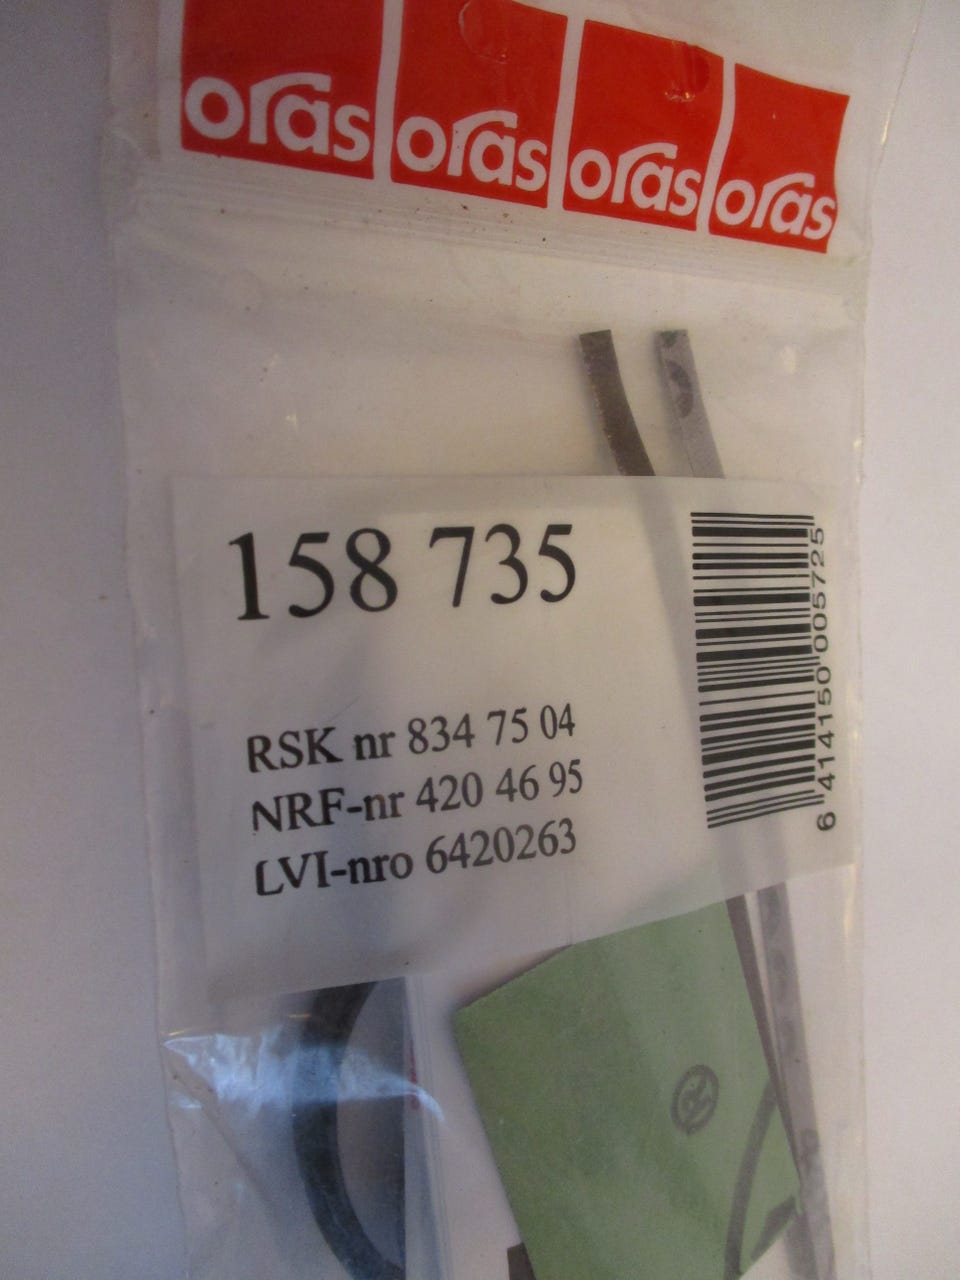 oras oras oras oras
158 735
RSK nr 834 75 04
NRF-nr 420 46 95
LVI-nro 6420263
6 414150 005725